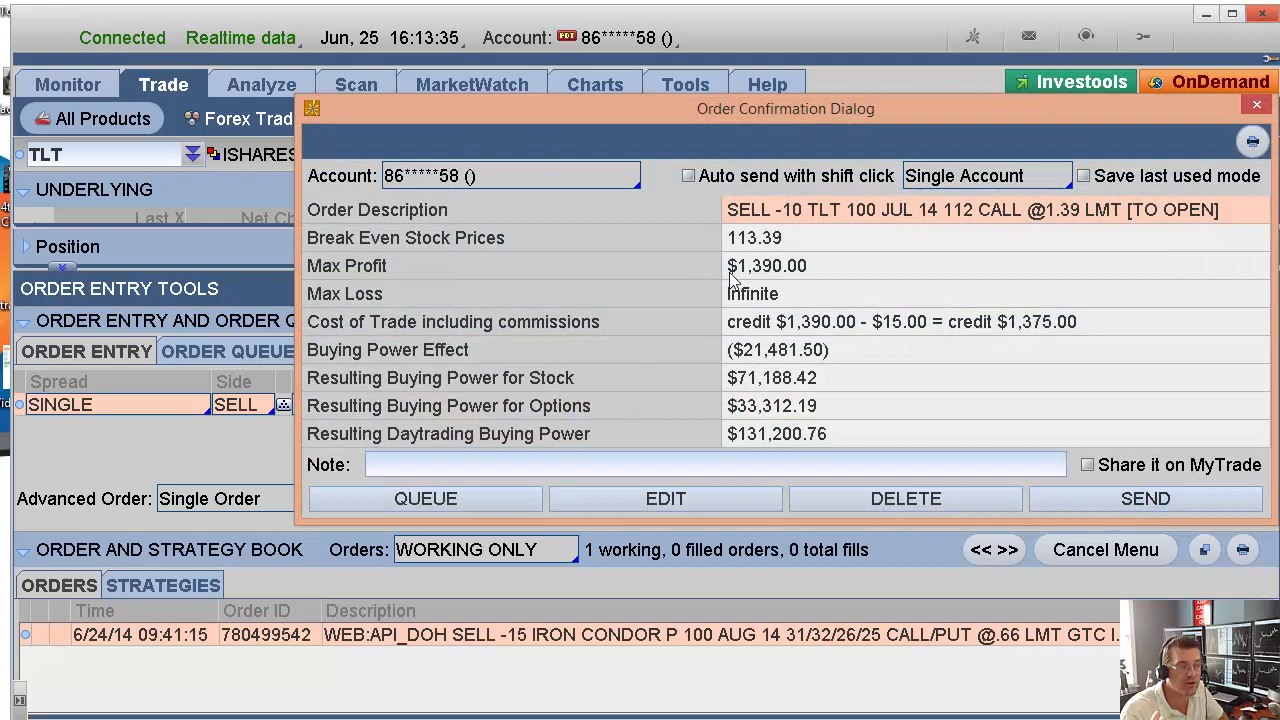 Connected Realtime data Jun, 25 16:13:35 Account: PDT 86*****58 ()
Monitor Trade Analyze Scan MarketWatch Charts Tools Help Investools OnDemand
All Products Forex Trad
Order Confirmation Dialog
TLT ISHARES
UNDERLYING
Last X Net Ch
Position
ORDER ENTRY TOOLS
ORDER ENTRY AND ORDER Q
ORDER ENTRY ORDER QUEUE
Spread Side
SINGLE SELL
Advanced Order: Single Order
Account: 86*****58 () Auto send with shift click Single Account Save last used mode
Order Description SELL -10 TLT 100 JUL 14 112 CALL @1.39 LMT [TO OPEN]
Break Even Stock Prices 113.39
Max Profit $1,390.00
Max Loss Infinite
Cost of Trade including commissions credit $1,390.00 - $15.00 = credit $1,375.00
Buying Power Effect ($21,481.50)
Resulting Buying Power for Stock $71,188.42
Resulting Buying Power for Options $33,312.19
Resulting Daytrading Buying Power $131,200.76
Note: Share it on MyTrade
QUEUE EDIT DELETE SEND
ORDER AND STRATEGY BOOK Orders: WORKING ONLY 1 working, 0 filled orders, 0 total fills << >> Cancel Menu
ORDERS STRATEGIES
Time Order ID Description
6/24/14 09:41:15 780499542 WEB:API_DOH SELL -15 IRON CONDOR P 100 AUG 14 31/32/26/25 CALL/PUT @.66 LMT GTC I...